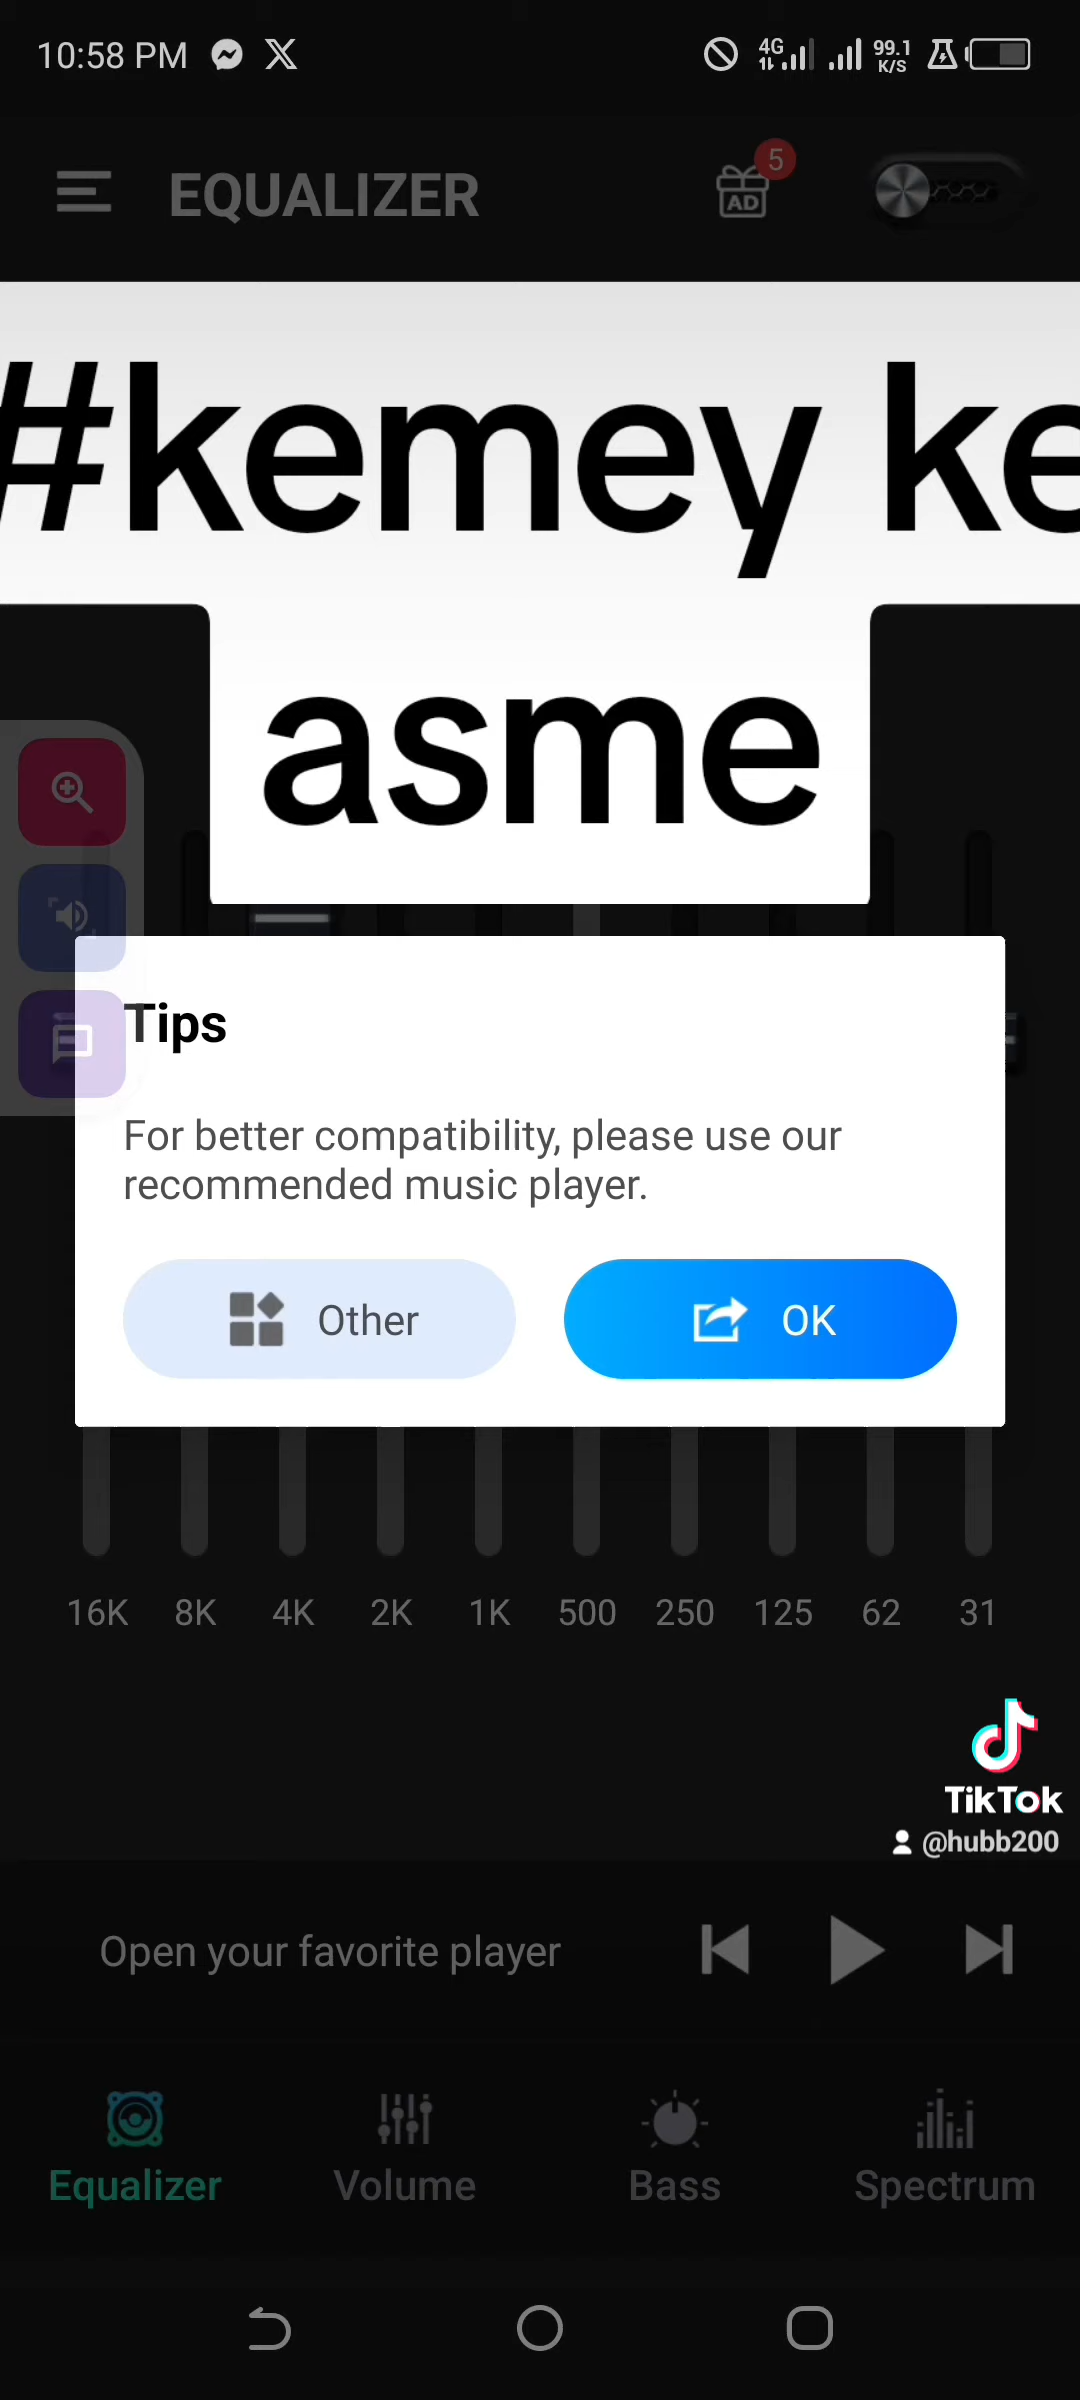 10:58 PM 4G 99.1 K/S
EQUALIZER AD 5
#kemey ke
asme
Tips
For better compatibility, please use our
recommended music player.
Other OK
16K 8K 4K 2K 1K 500 250 125 62 31
TikTok
@hubb200
Open your favorite player
Equalizer Volume Bass Spectrum